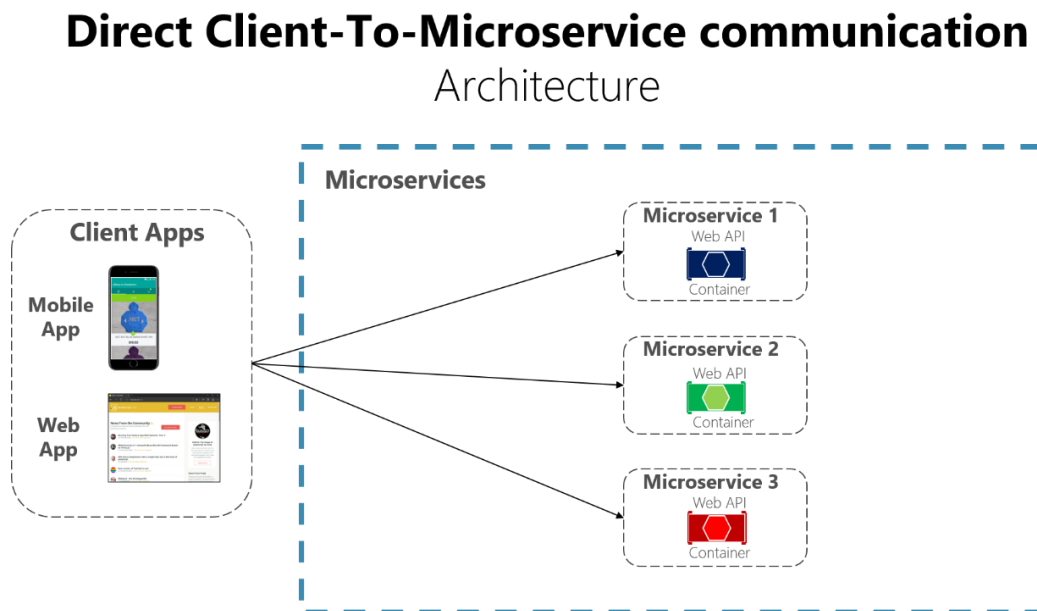 Direct Client-To-Microservice communication
Architecture
Microservices
Client Apps
Mobile
App
Web
App
Microservice 1
Web API
Container
Microservice 2
Web API
Container
Microservice 3
Web API
Container